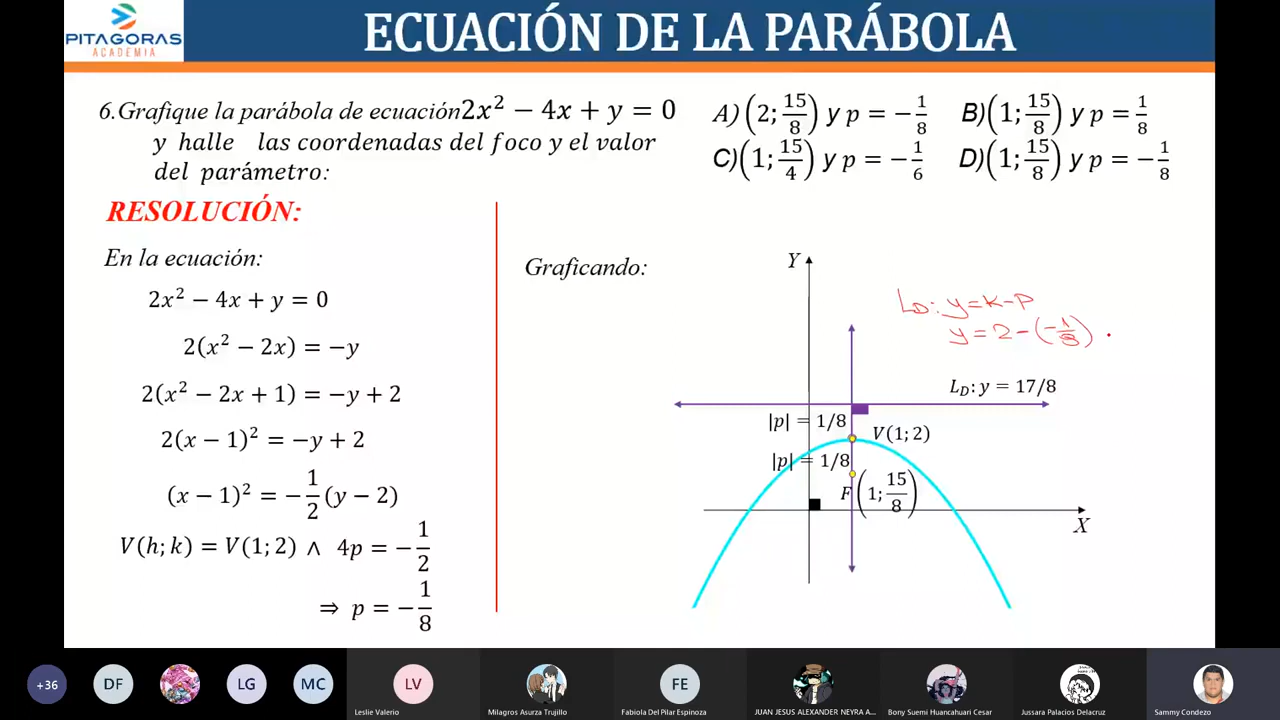 PITAGORAS
ACADEMIA
ECUACIÓN DE LA PARÁBOLA
6.Grafique la parábola de ecuación 2x² − 4x + y = 0
y halle las coordenadas del foco y el valor
del parámetro:
A) (2; 15/8) y p = −1/8
B) (1; 15/8) y p = 1/8
C) (1; 15/4) y p = −1/6
D) (1; 15/8) y p = −1/8
RESOLUCIÓN:
En la ecuación:
2x² − 4x + y = 0
2(x² − 2x) = −y
2(x² − 2x + 1) = −y + 2
2(x − 1)² = −y + 2
(x − 1)² = −1/2 (y − 2)
V(h; k) = V(1; 2) ∧ 4p = −1/2
⇒ p = −1/8
Graficando:
Y
L_D: y = k − p
y = 2 − (−1/8)
L_D: y = 17/8
|p| = 1/8
V(1; 2)
|p| = 1/8
F (1; 15/8)
X
+36
DF
LG
MC
LV
FE
Leslie Valerio
Milagros Asurza Trujillo
Fabiola Del Pilar Espinoza
JUAN JESUS ALEXANDER NEYRA A...
Bony Suemi Huancahuari Cesar
Jussara Palacios Delacruz
Sammy Condezo